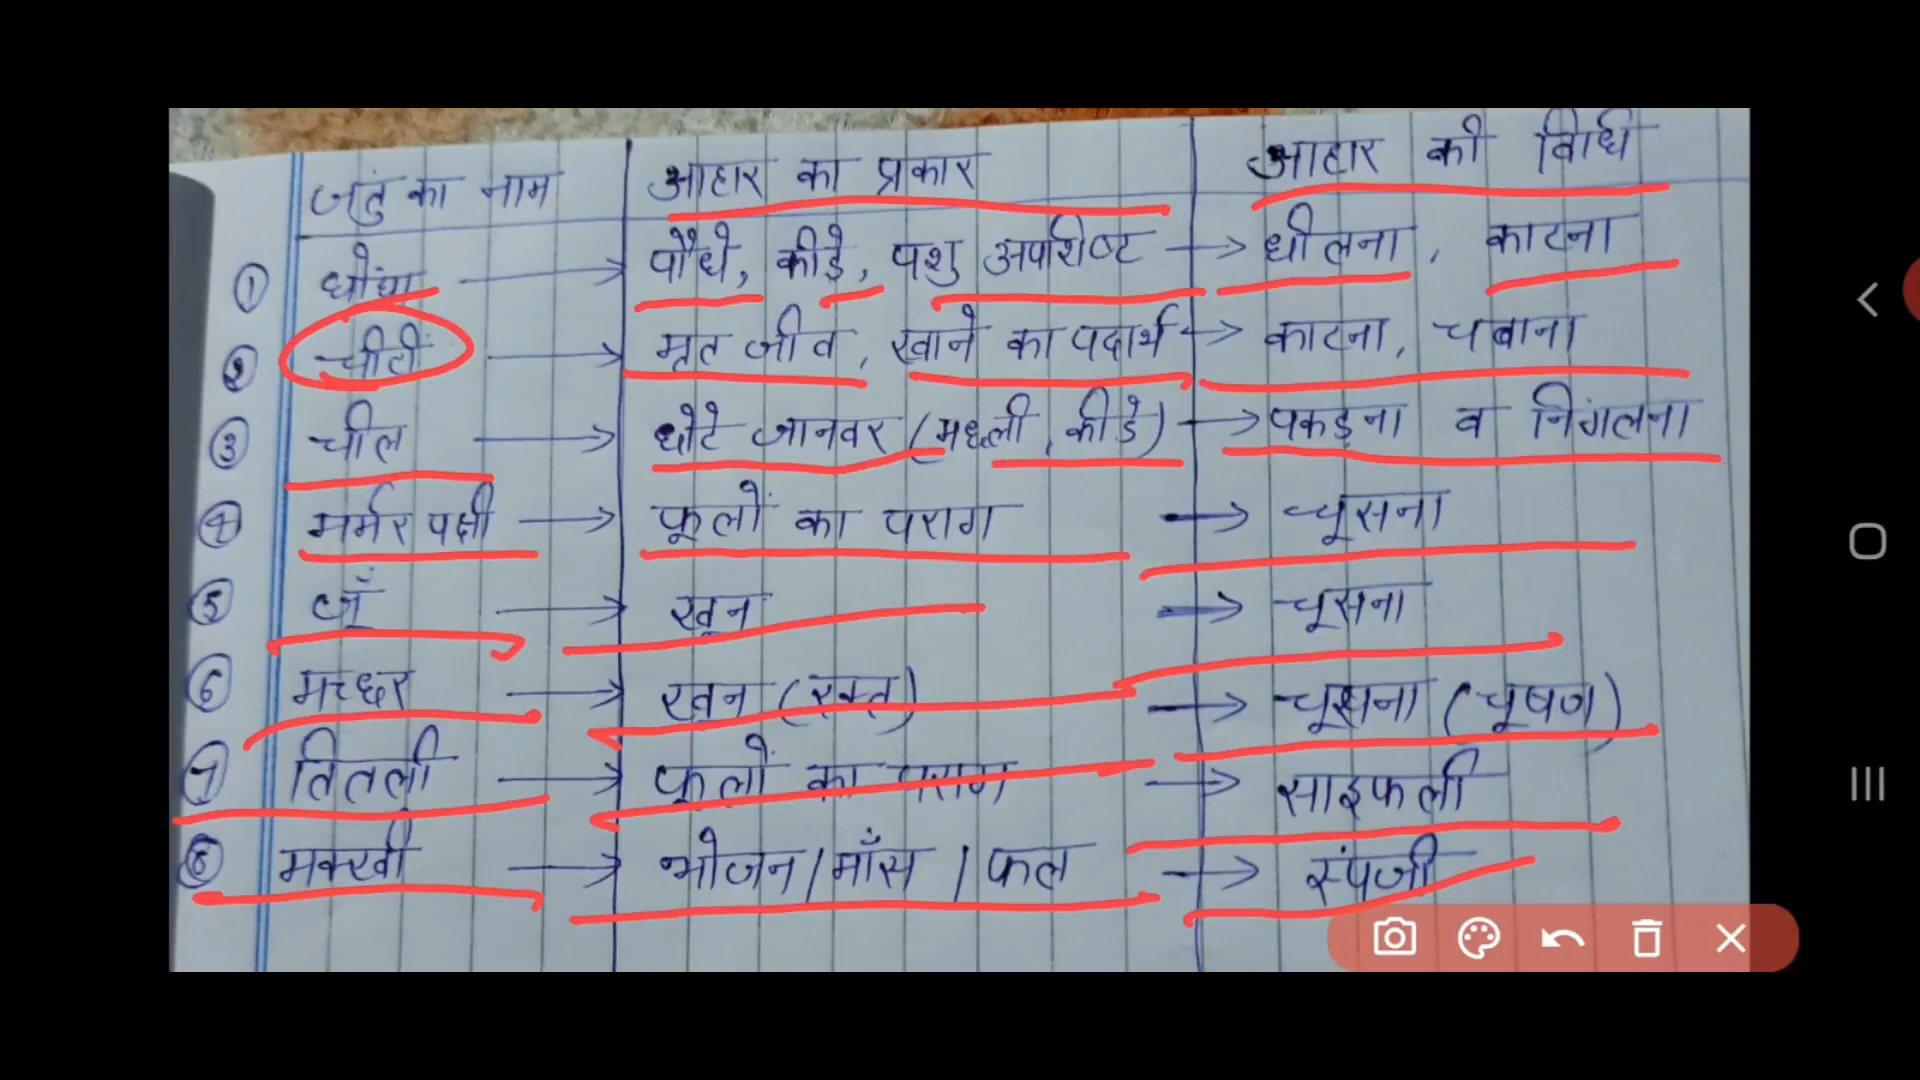 जंतु का नाम आहार का प्रकार आहार की विधि
① घोंघा → पौधे, कीड़े, पशु अपशिष्ट → छीलना, काटना
② चीटीं → मृत जीव, खाने का पदार्थ → काटना, चबाना
③ चील → छोटे जानवर (मछली, कीडे) → पकड़ना व निंगलना
④ मर्मर पक्षी → फूलों का पराग → चूसना
⑤ जूँ → खून → चूसना
⑥ मच्छर → खून (रक्त) → चूसना (चूषण)
⑦ तितली → फूलों का पराग → साइफली
⑧ मक्खी → भोजन / माँस / फल → स्पंजी